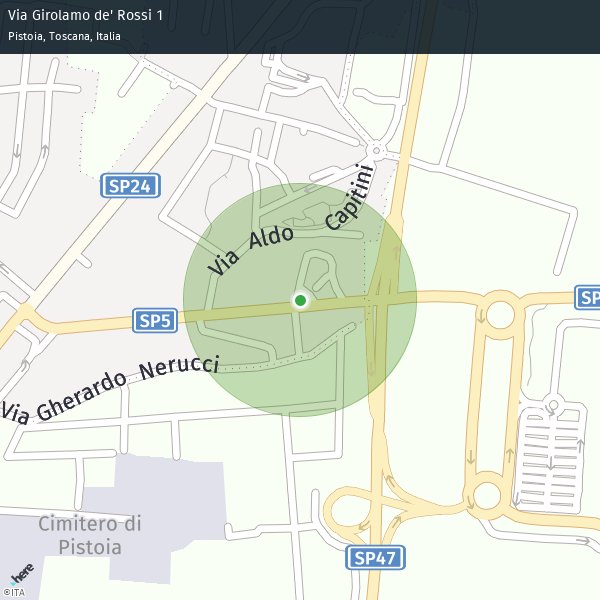 Via Girolamo de' Rossi 1
Pistoia, Toscana, Italia
SP24
Via Aldo Capitini
SP5
SP
Via Gherardo Nerucci
Cimitero di
Pistoia
SP47
here
©ITA